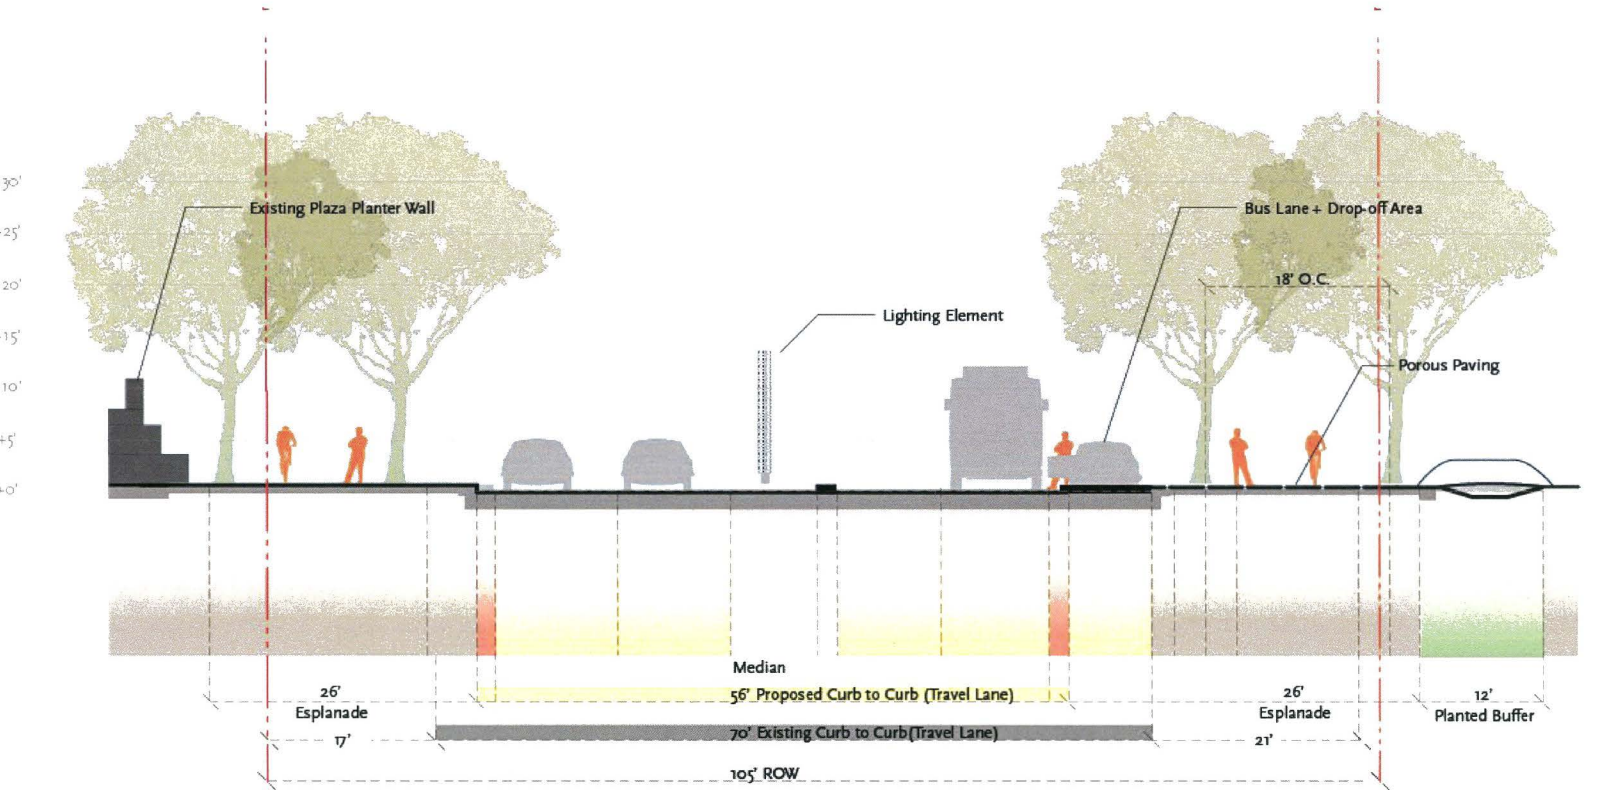 30'
Existing Plaza Planter Wall
Bus Lane + Drop-off Area
25'
18' O.C.
20'
Lighting Element
15'
Porous Paving
10'
+5'
+0'
Median
26'
56' Proposed Curb to Curb (Travel Lane)
26'
12'
Esplanade
Esplanade
Planted Buffer
17'
70' Existing Curb to Curb(Travel Lane)
21'
105' ROW